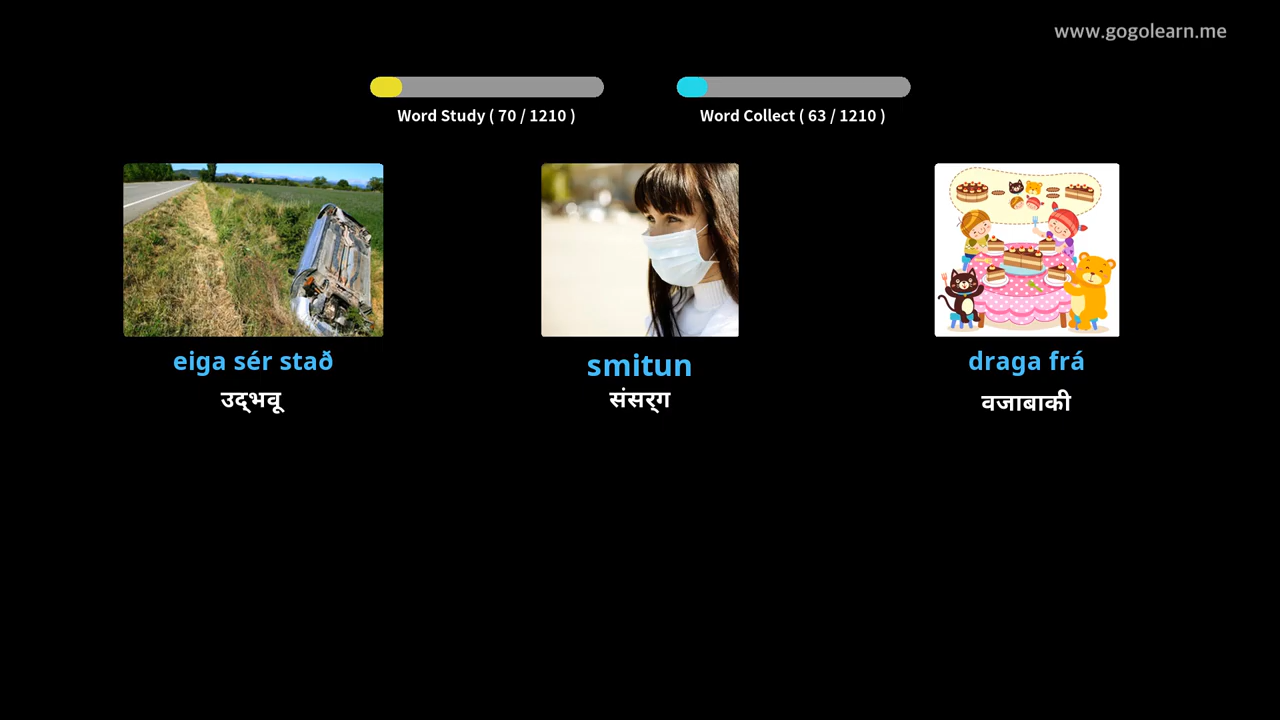 www.gogolearn.me
Word Study ( 70 / 1210 )
Word Collect ( 63 / 1210 )
eiga sér stað
उद्‌भवू
smitun
संसर्ग
draga frá
वजाबाकी